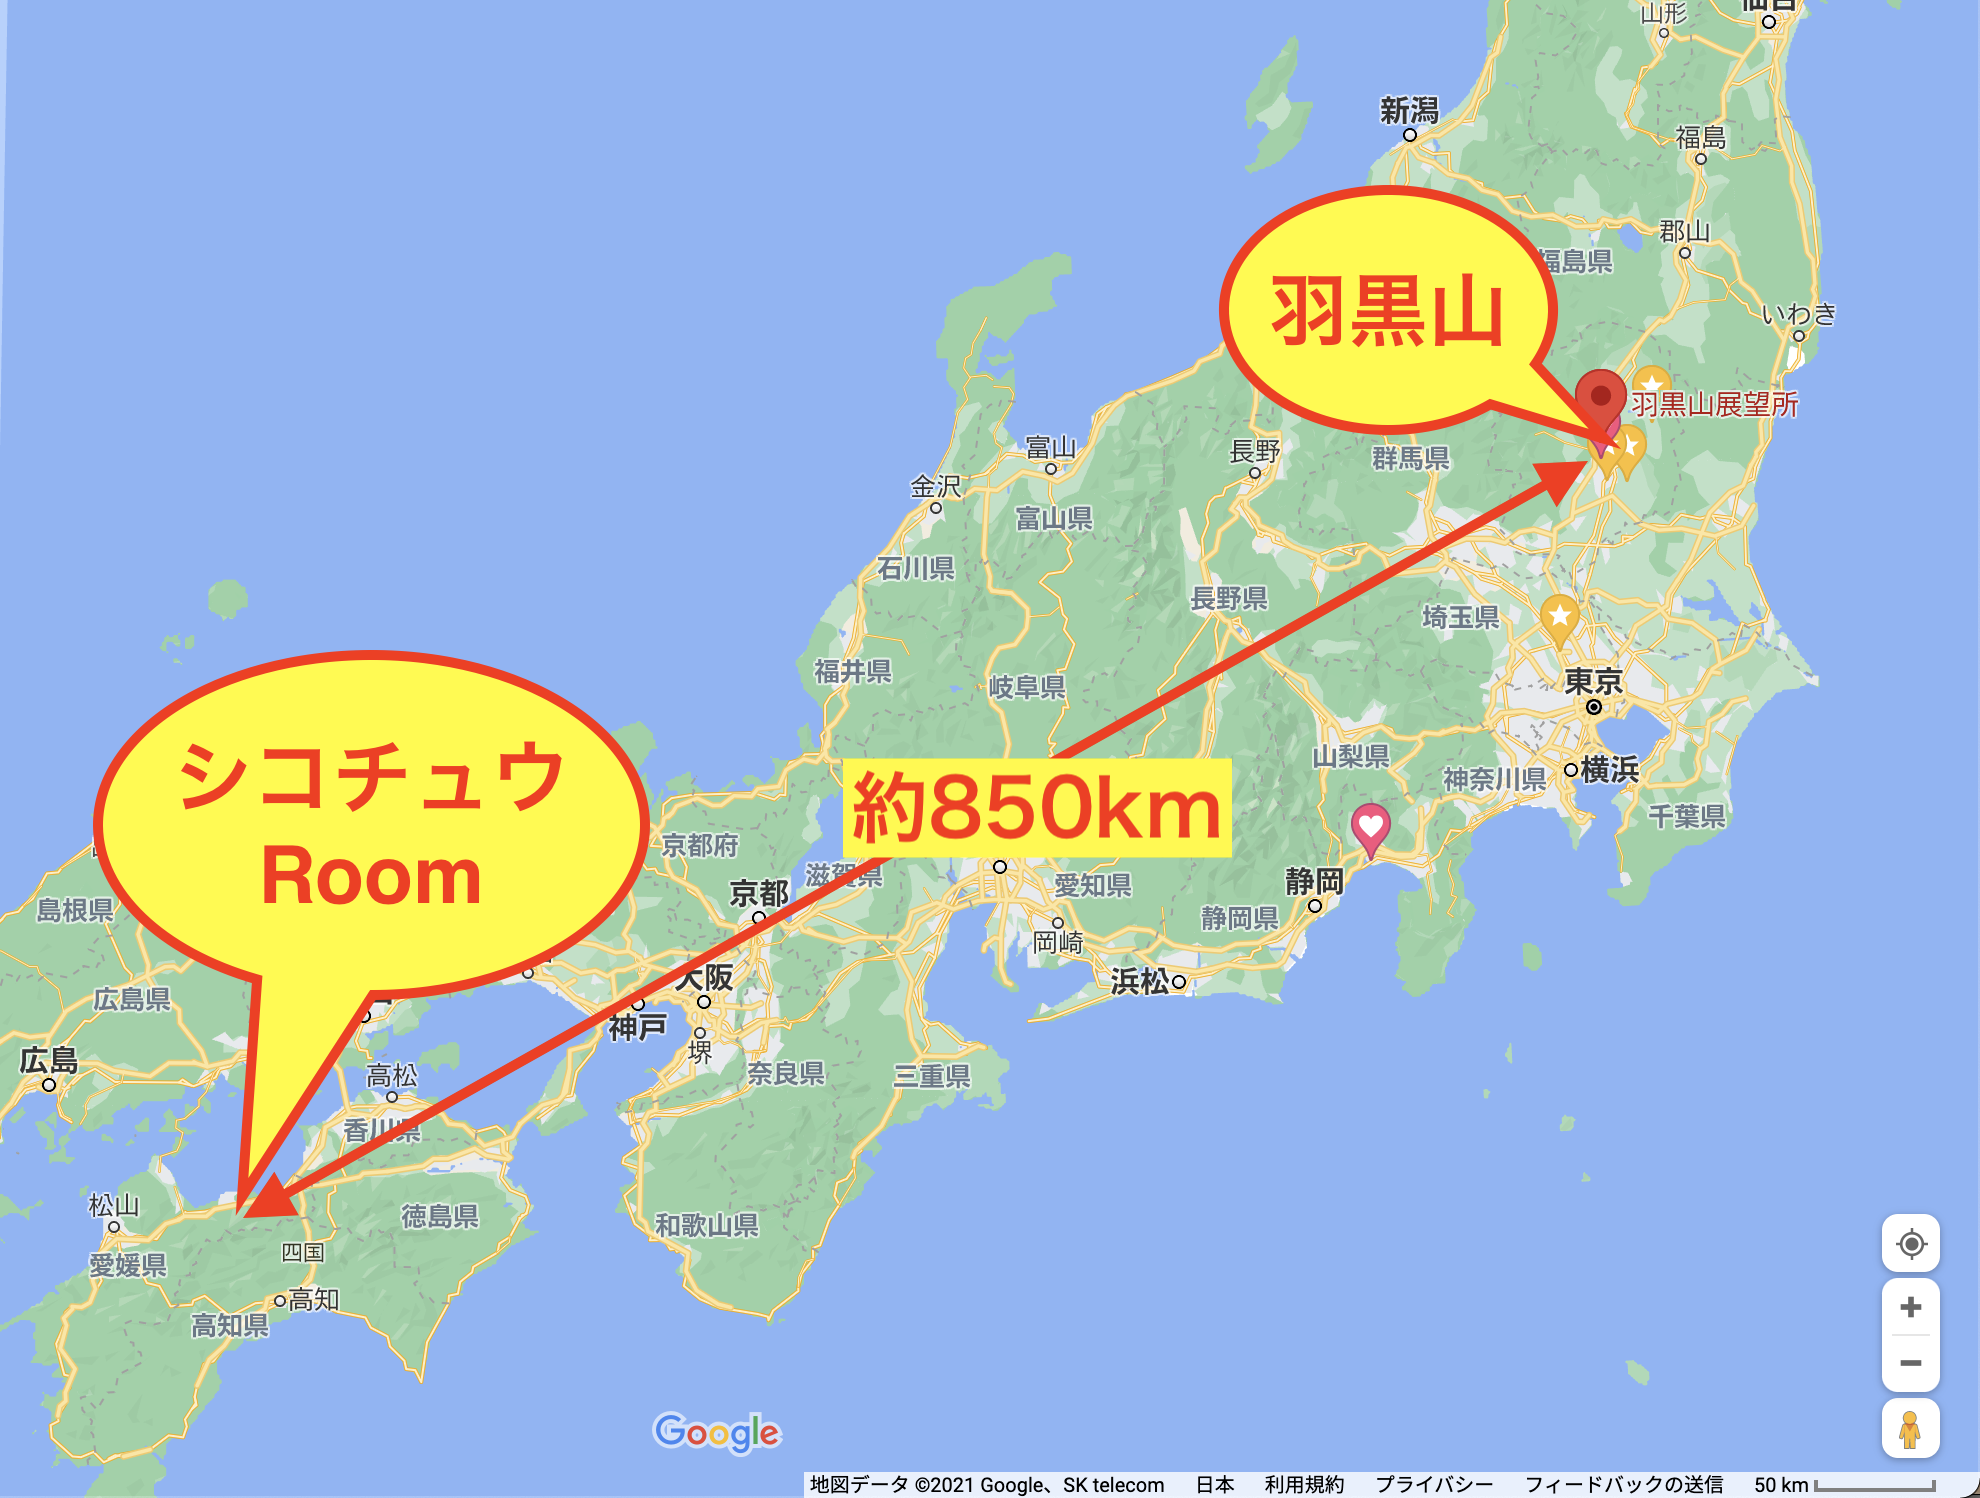 山形
仙台
新潟
福島
郡山
福島県
いわき
羽黒山
羽黒山展望所
富山
長野
群馬県
金沢
富山県
石川県
長野県
埼玉県
福井県
岐阜県
東京
シコチュウ
Room
山梨県
横浜
神奈川県
約850km
千葉県
京都府
滋賀県
愛知県
静岡
京都
島根県
静岡県
岡崎
大阪
浜松
広島県
神戸
堺
広島
高松
奈良県
三重県
香川県
松山
徳島県
和歌山県
四国
愛媛県
高知
高知県
Google
地図データ ©2021 Google、SK telecom 日本 利用規約 プライバシー フィードバックの送信 50 km